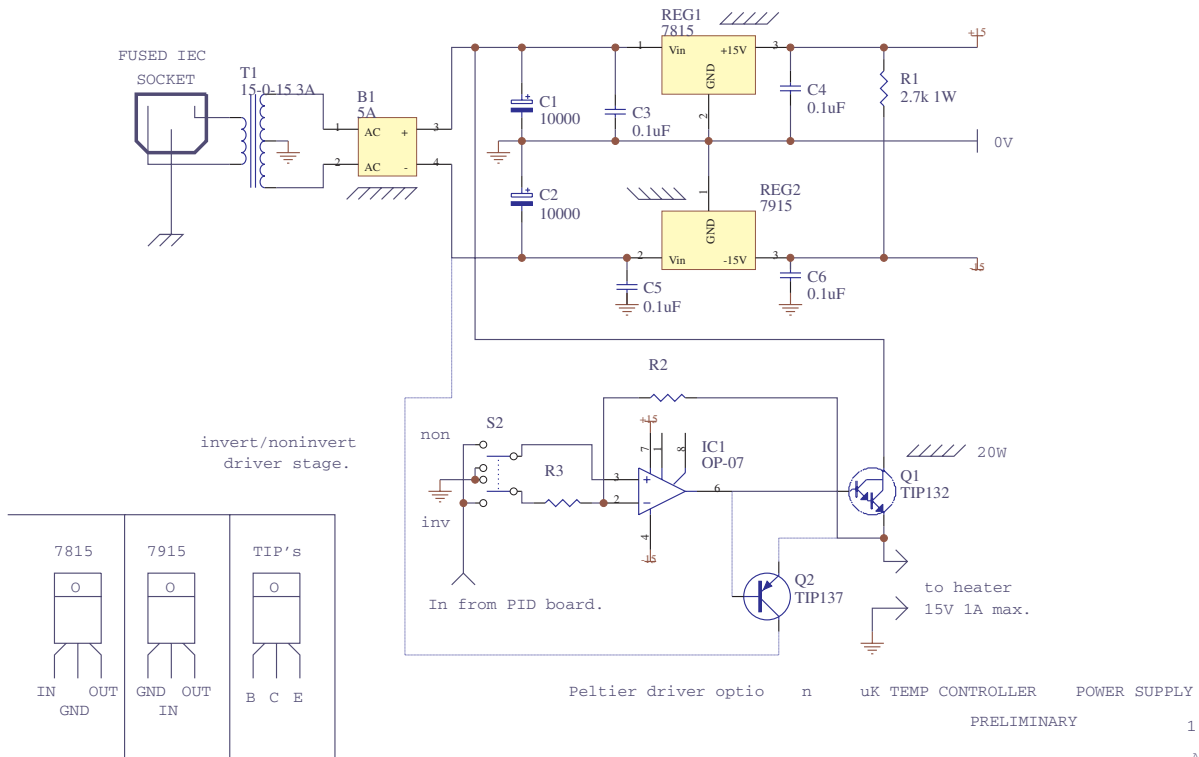 REG1
7815
1 Vin +15V 3
GND
2
+15
FUSED IEC
SOCKET
T1
15-0-15 3A
B1
5A
1 AC + 3
2 AC - 4
C1
10000
C3
0.1uF
C4
0.1uF
R1
2.7k 1W
0V
C2
10000
REG2
7915
1
GND
2 Vin -15V 3
-15
C5
0.1uF
C6
0.1uF
R2
S2
non
inv
invert/noninvert
driver stage.
R3
+15
7 1 8
IC1
OP-07
3 +
2 -
6
4
-15
20W
Q1
TIP132
Q2
TIP137
to heater
15V 1A max.
In from PID board.
7815
7915
TIP's
O
O
O
IN OUT
GND
GND OUT
IN
B C E
Peltier driver optio n uK TEMP CONTROLLER POWER SUPPLY
PRELIMINARY
1